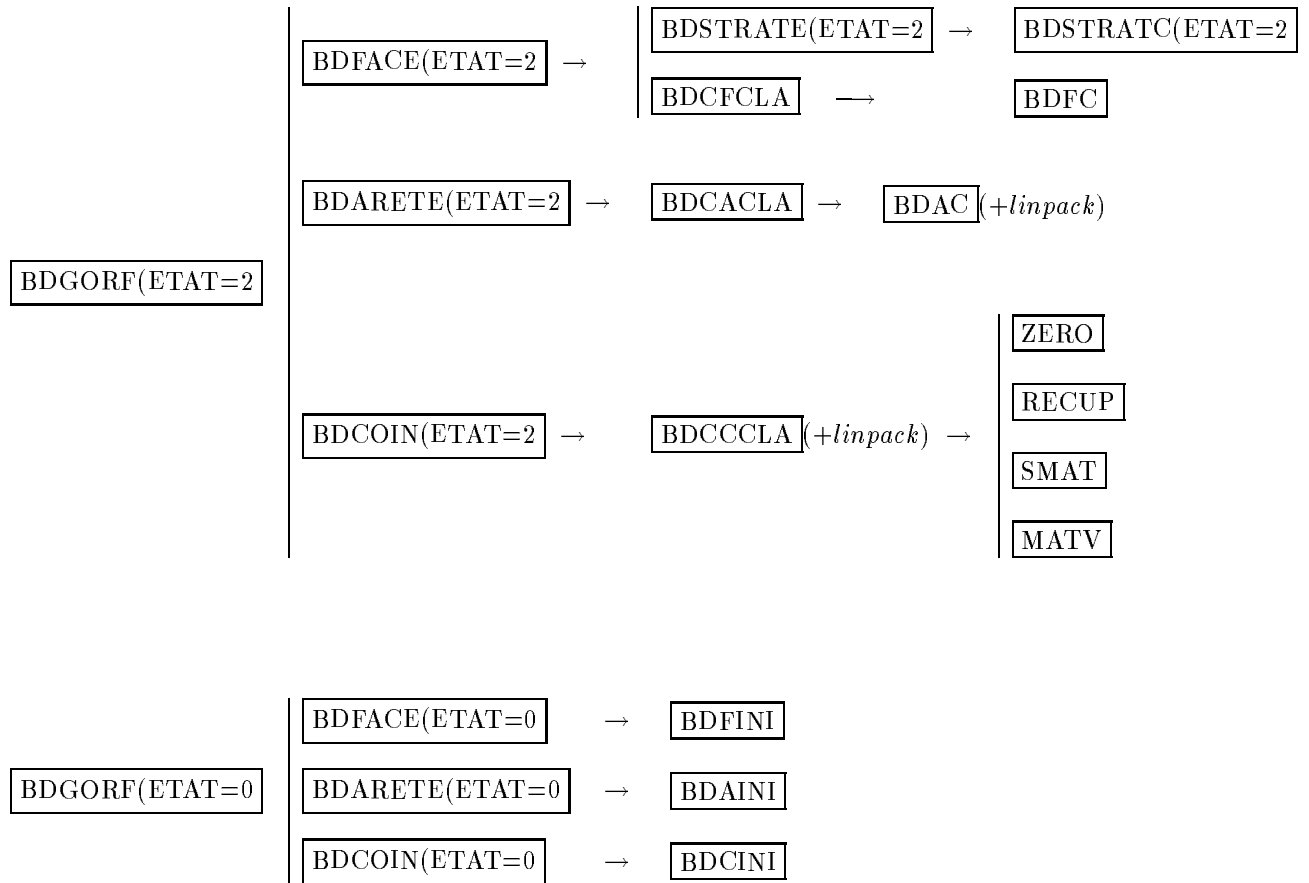 BDFACE(ETAT=2 → BDSTRATE(ETAT=2 → BDSTRATC(ETAT=2
BDCFCLA → BDFC
BDARETE(ETAT=2 → BDCACLA → BDAC (+linpack)
BDGORF(ETAT=2
BDCOIN(ETAT=2 → BDCCCLA (+linpack) → ZERO
RECUP
SMAT
MATV
BDFACE(ETAT=0 → BDFINI
BDGORF(ETAT=0 BDARETE(ETAT=0 → BDAINI
BDCOIN(ETAT=0 → BDCINI